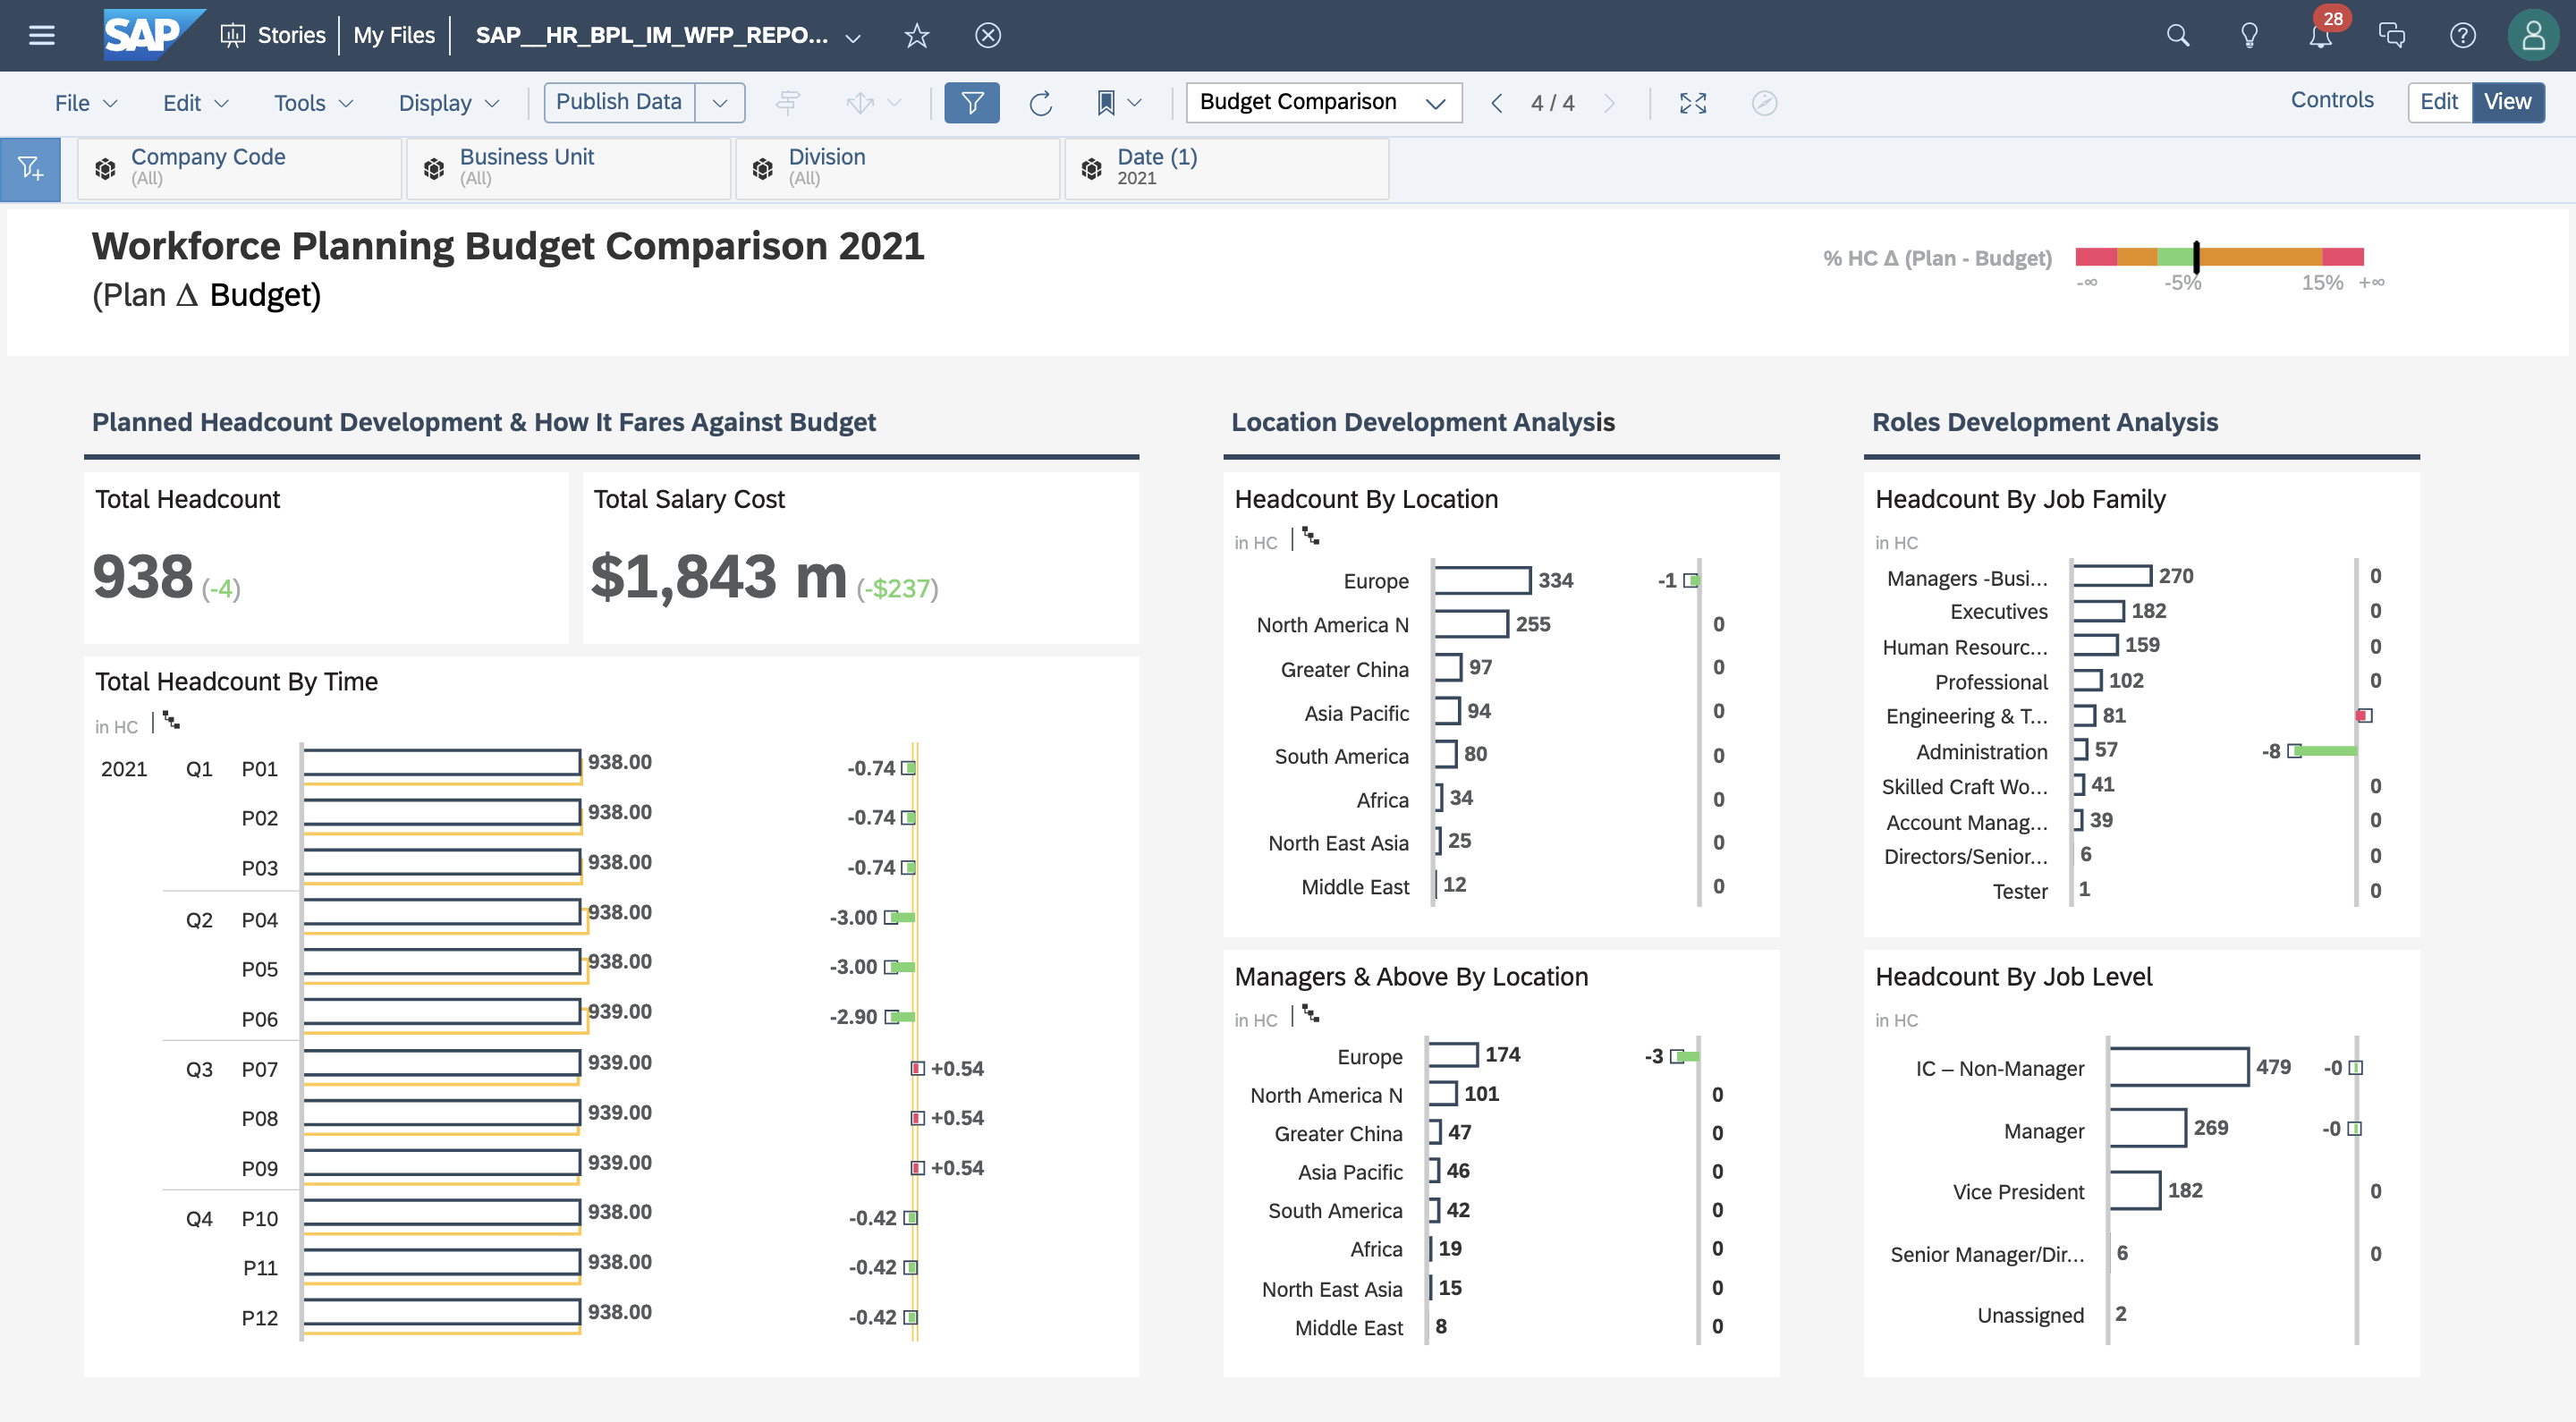 SAP Stories My Files SAP__HR_BPL_IM_WFP_REPO... 28
File Edit Tools Display Publish Data Budget Comparison 4 / 4 Controls Edit View
Company Code
(All)
Business Unit
(All)
Division
(All)
Date (1)
2021
Workforce Planning Budget Comparison 2021
(Plan Δ Budget)
% HC Δ (Plan - Budget)
-∞ -5% 15% +∞
Planned Headcount Development & How It Fares Against Budget
Total Headcount
938 (-4)
Total Salary Cost
$1,843 m (-$237)
Total Headcount By Time
in HC
2021 Q1 P01 938.00 -0.74
P02 938.00 -0.74
P03 938.00 -0.74
Q2 P04 938.00 -3.00
P05 938.00 -3.00
P06 939.00 -2.90
Q3 P07 939.00 +0.54
P08 939.00 +0.54
P09 939.00 +0.54
Q4 P10 938.00 -0.42
P11 938.00 -0.42
P12 938.00 -0.42
Location Development Analysis
Headcount By Location
in HC
Europe 334 -1
North America N 255 0
Greater China 97 0
Asia Pacific 94 0
South America 80 0
Africa 34 0
North East Asia 25 0
Middle East 12 0
Managers & Above By Location
in HC
Europe 174 -3
North America N 101 0
Greater China 47 0
Asia Pacific 46 0
South America 42 0
Africa 19 0
North East Asia 15 0
Middle East 8 0
Roles Development Analysis
Headcount By Job Family
in HC
Managers -Busi... 270 0
Executives 182 0
Human Resourc... 159 0
Professional 102 0
Engineering & T... 81
Administration 57 -8
Skilled Craft Wo... 41 0
Account Manag... 39 0
Directors/Senior... 6 0
Tester 1 0
Headcount By Job Level
in HC
IC – Non-Manager 479 -0
Manager 269 -0
Vice President 182 0
Senior Manager/Dir... 6 0
Unassigned 2